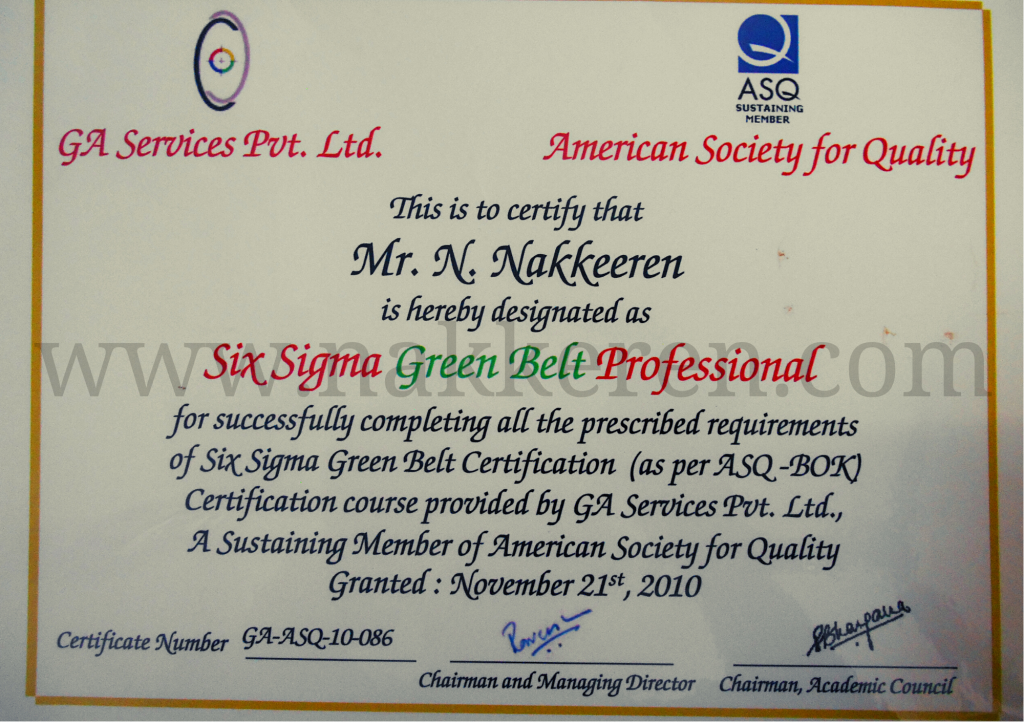 ASQ
SUSTAINING
MEMBER
GA Services Pvt. Ltd.
American Society for Quality
This is to certify that
Mr. N. Nakkeeren
is hereby designated as
Six Sigma Green Belt Professional
www.nakkeren.com
for successfully completing all the prescribed requirements
of Six Sigma Green Belt Certification (as per ASQ -BOK)
Certification course provided by GA Services Pvt. Ltd.,
A Sustaining Member of American Society for Quality
Granted : November 21st, 2010
Certificate Number GA-ASQ-10-086
Chairman and Managing Director
Chairman, Academic Council